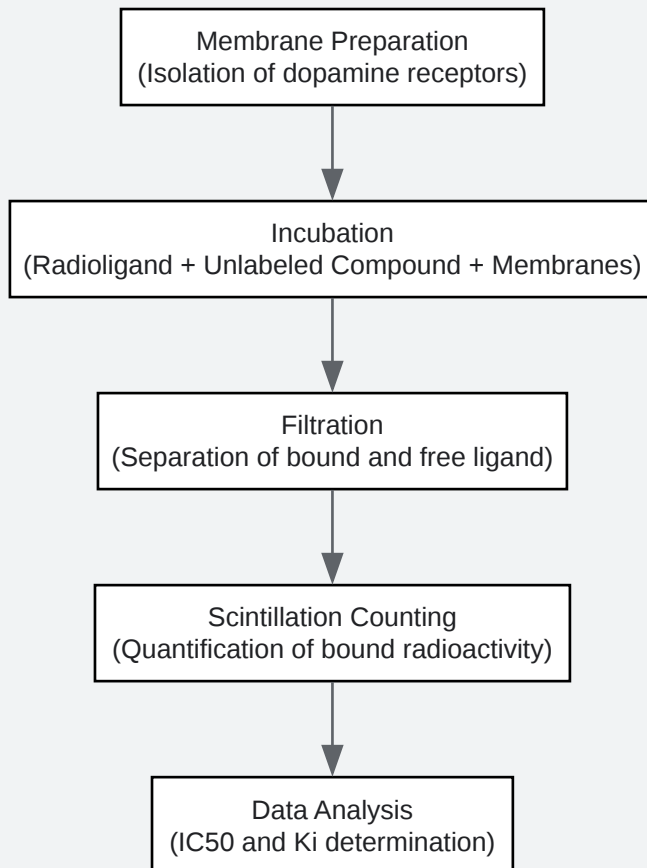 Membrane Preparation
(Isolation of dopamine receptors)
Incubation
(Radioligand + Unlabeled Compound + Membranes)
Filtration
(Separation of bound and free ligand)
Scintillation Counting
(Quantification of bound radioactivity)
Data Analysis
(IC50 and Ki determination)